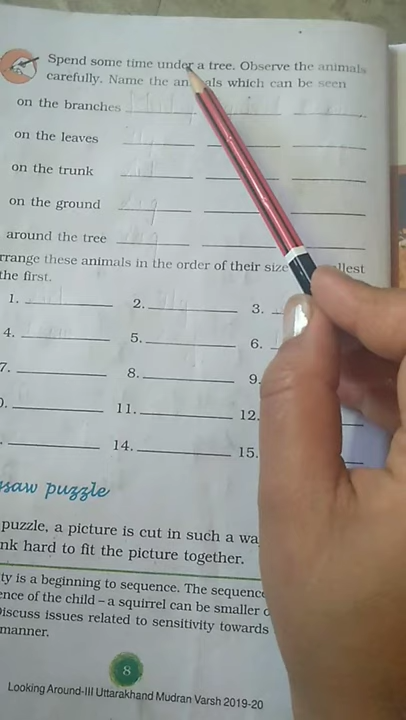 Spend some time under a tree. Observe the animals
carefully. Name the animals which can be seen
on the branches
on the leaves
on the trunk
on the ground
around the tree
rrange these animals in the order of their size llest
the first.
1. 2. 3.
4. 5. 6.
7. 8. 9.
11. 12.
14. 15.
saw puzzle
puzzle, a picture is cut in such a wa
nk hard to fit the picture together.
ty is a beginning to sequence. The sequence
ence of the child – a squirrel can be smaller
iscuss issues related to sensitivity towards
manner.
8
Looking Around-III Uttarakhand Mudran Varsh 2019-20